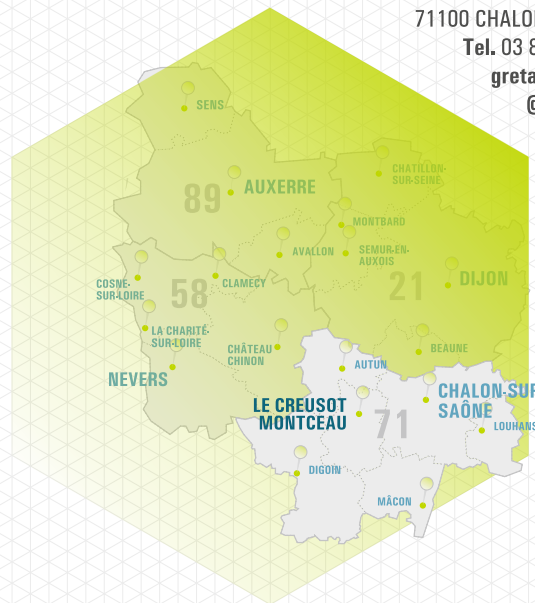 71100 CHALO
Tel. 03 8
greta
@
SENS
CHATILLON-
SUR-SEINE
89
AUXERRE
MONTBARD
AVALLON
SEMUR-EN-
AUXOIS
CLAMECY
COSNE-
SUR-LOIRE
58
21
DIJON
LA CHARITÉ-
SUR-LOIRE
CHÂTEAU
CHINON
BEAUNE
NEVERS
AUTUN
LE CREUSOT
MONTCEAU
71
CHALON-SUR
SAÔNE
LOUHANS
DIGOIN
MÂCON